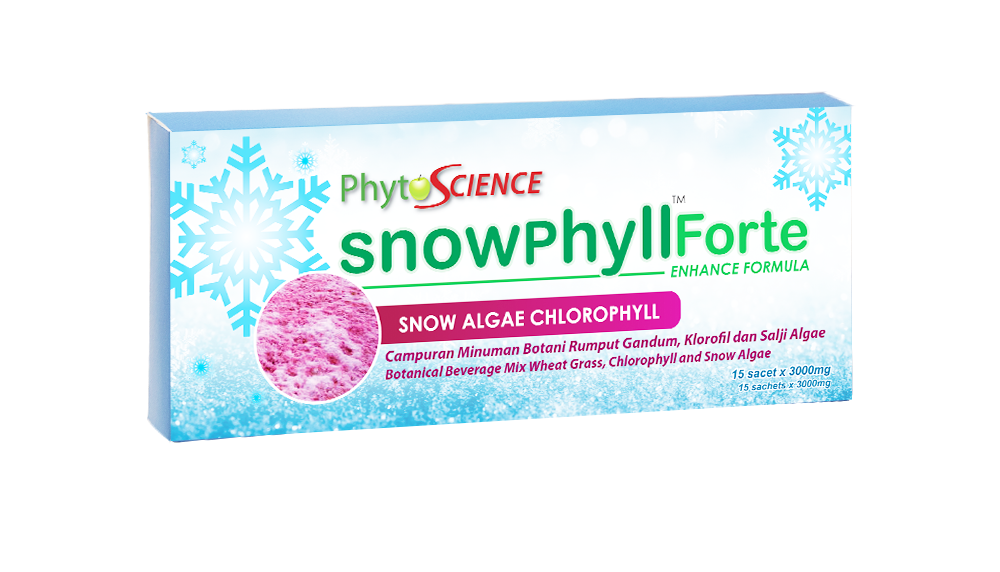 PhytoSCIENCE
snowPhyll™Forte
ENHANCE FORMULA
SNOW ALGAE CHLOROPHYLL
Campuran Minuman Botani Rumput Gandum, Klorofil dan Salji Algae
Botanical Beverage Mix Wheat Grass, Chlorophyll and Snow Algae
15 sacet x 3000mg
15 sachets x 3000mg